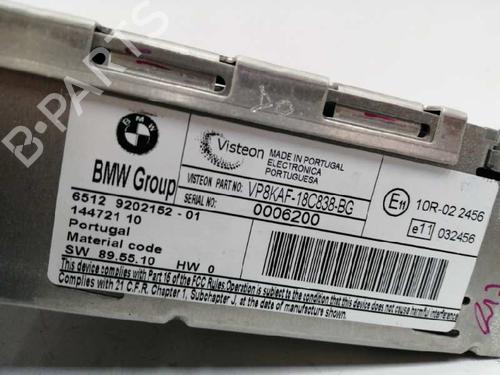 B-PARTS
BMW
BMW Group
Visteon
MADE IN PORTUGAL
ELECTRONICA
PORTUGUESA
VISTEON PART NO: VP8KAF-18C838-BG
SERIAL NO: 0006200
6512 9202152 - 01
144721 10
Portugal
Material code
SW 89.55.10 HW 0
E11 10R-02 2456
e11 032456
This device complies with Part 15 of the FCC Rules. Operation is subject to the condition that this device does not cause harmful interference
Complies with 21 C.F.R. Chapter 1, Subchapter J, at the date of manufacture shown.